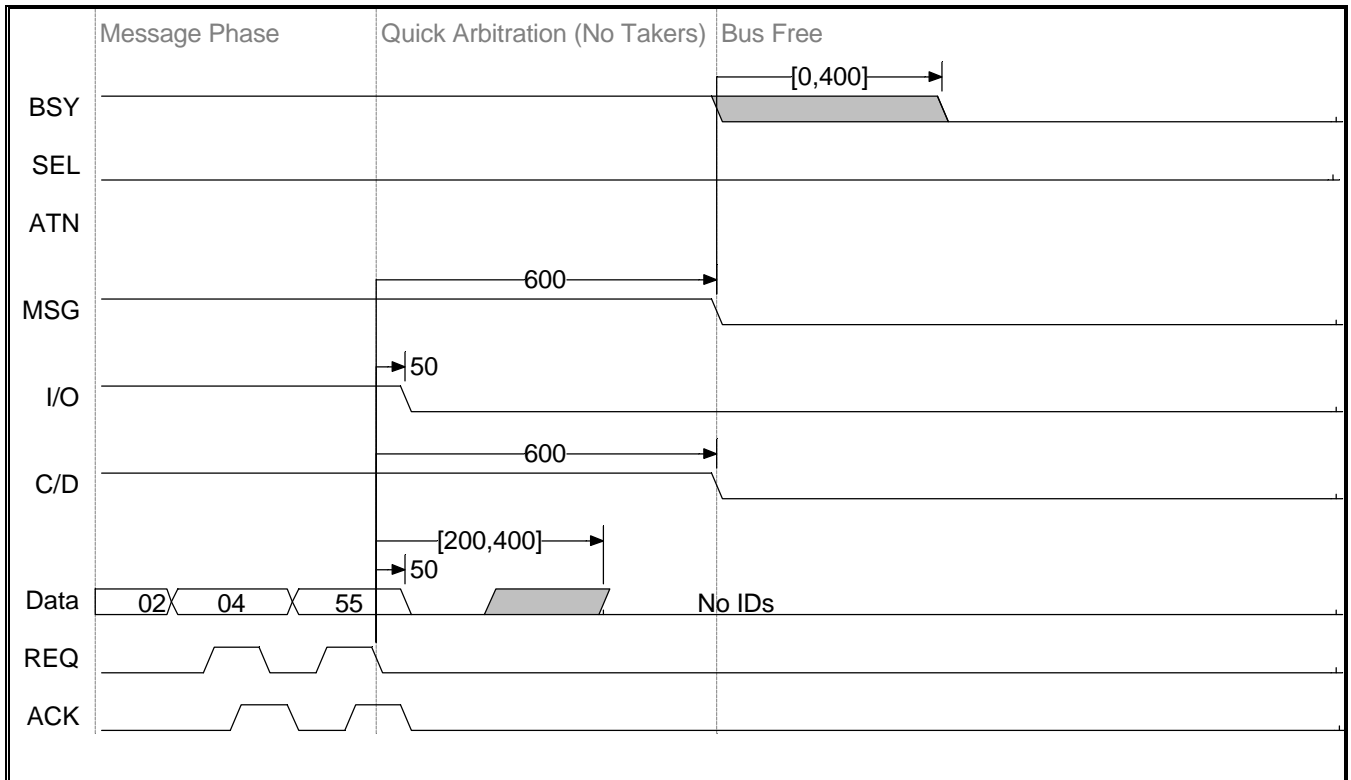 Message Phase Quick Arbitration (No Takers) Bus Free
[0,400]
BSY
SEL
ATN
600
MSG
50
I/O
600
C/D
[200,400]
50
Data 02 04 55 No IDs
REQ
ACK